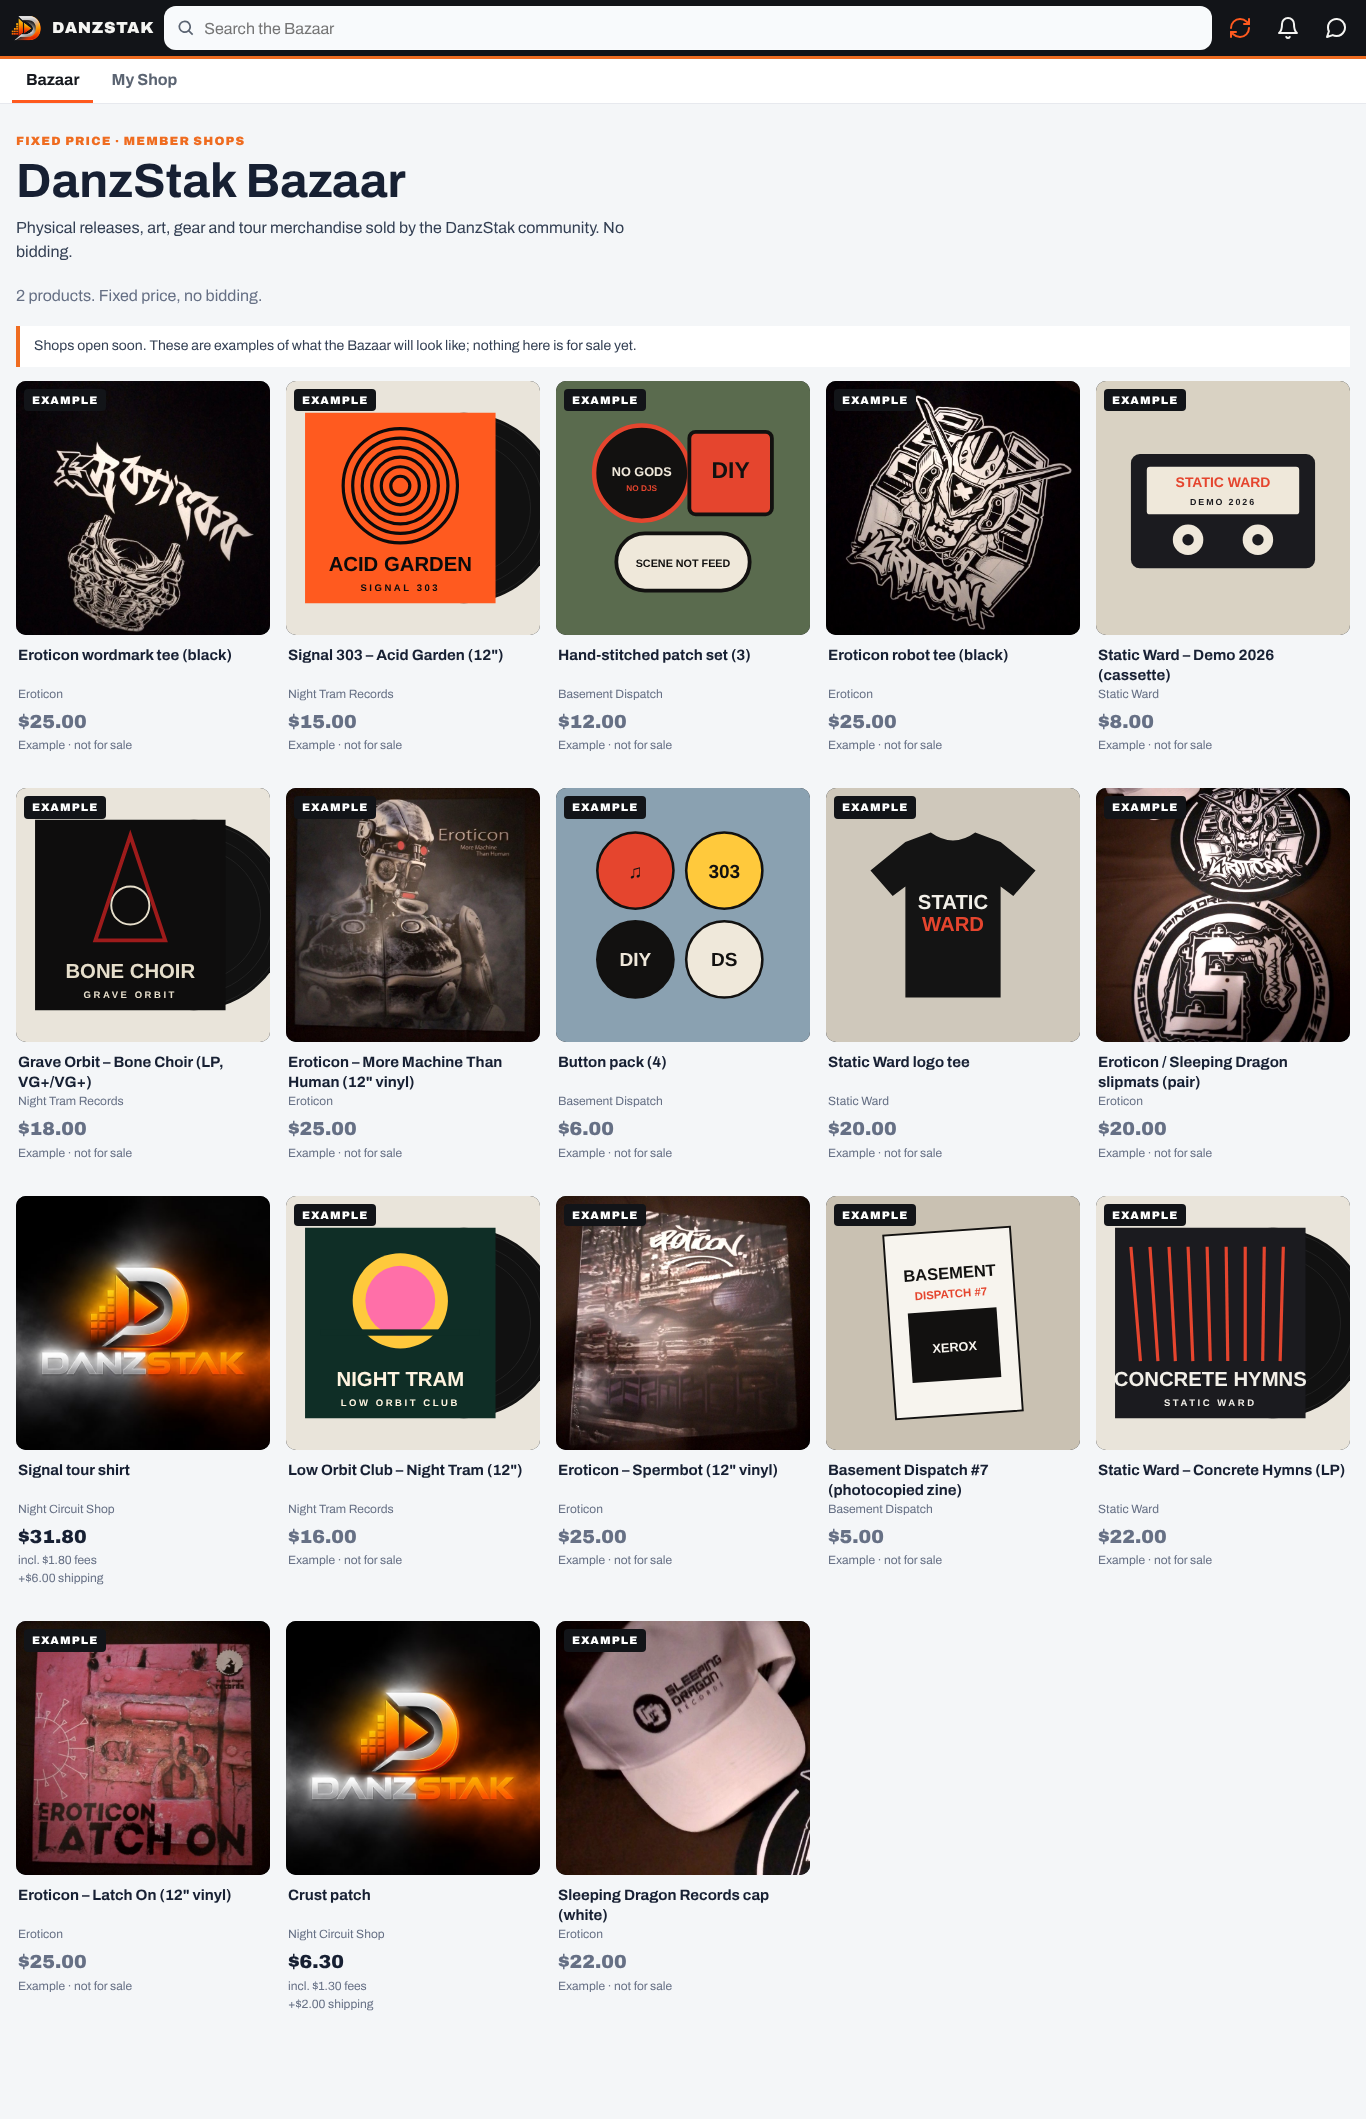 DANZSTAK
Search the Bazaar
Bazaar
My Shop
FIXED PRICE · MEMBER SHOPS
DanzStak Bazaar
Physical releases, art, gear and tour merchandise sold by the DanzStak community. No
bidding.
2 products. Fixed price, no bidding.
Shops open soon. These are examples of what the Bazaar will look like; nothing here is for sale yet.
EXAMPLE
EROTICON
Eroticon wordmark tee (black)
Eroticon
$25.00
Example · not for sale
EXAMPLE
ACID GARDEN
SIGNAL 303
Signal 303 – Acid Garden (12")
Night Tram Records
$15.00
Example · not for sale
EXAMPLE
NO GODS
NO DJS
DIY
SCENE NOT FEED
Hand-stitched patch set (3)
Basement Dispatch
$12.00
Example · not for sale
EXAMPLE
EROTICON
Eroticon robot tee (black)
Eroticon
$25.00
Example · not for sale
EXAMPLE
STATIC WARD
DEMO 2026
Static Ward – Demo 2026
(cassette)
Static Ward
$8.00
Example · not for sale
EXAMPLE
BONE CHOIR
GRAVE ORBIT
Grave Orbit – Bone Choir (LP,
VG+/VG+)
Night Tram Records
$18.00
Example · not for sale
EXAMPLE
Eroticon
More Machine
Than Human
Eroticon – More Machine Than
Human (12" vinyl)
Eroticon
$25.00
Example · not for sale
EXAMPLE
♫
303
DIY
DS
Button pack (4)
Basement Dispatch
$6.00
Example · not for sale
EXAMPLE
STATIC
WARD
Static Ward logo tee
Static Ward
$20.00
Example · not for sale
EXAMPLE
EROTICON
SLEEPING DRAGON RECORDS
Eroticon / Sleeping Dragon
slipmats (pair)
Eroticon
$20.00
Example · not for sale
DANZSTAK
Signal tour shirt
Night Circuit Shop
$31.80
incl. $1.80 fees
+$6.00 shipping
EXAMPLE
NIGHT TRAM
LOW ORBIT CLUB
Low Orbit Club – Night Tram (12")
Night Tram Records
$16.00
Example · not for sale
EXAMPLE
EROTICON
Eroticon – Spermbot (12" vinyl)
Eroticon
$25.00
Example · not for sale
EXAMPLE
BASEMENT
DISPATCH #7
XEROX
Basement Dispatch #7
(photocopied zine)
Basement Dispatch
$5.00
Example · not for sale
EXAMPLE
CONCRETE HYMNS
STATIC WARD
Static Ward – Concrete Hymns (LP)
Static Ward
$22.00
Example · not for sale
EXAMPLE
records
EROTICON
LATCH ON
Eroticon – Latch On (12" vinyl)
Eroticon
$25.00
Example · not for sale
DANZSTAK
Crust patch
Night Circuit Shop
$6.30
incl. $1.30 fees
+$2.00 shipping
EXAMPLE
SLEEPING
DRAGON
RECORDS
Sleeping Dragon Records cap
(white)
Eroticon
$22.00
Example · not for sale